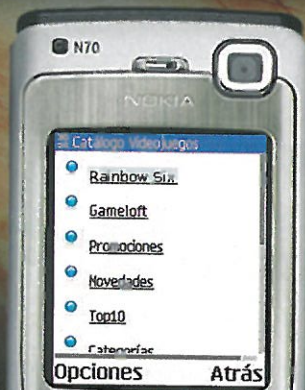 N70
NOKIA
Catalogo Videojuegos
Rainbow Six
Gameloft
Promociones
Novedades
Top10
Categorías
Opciones Atrás